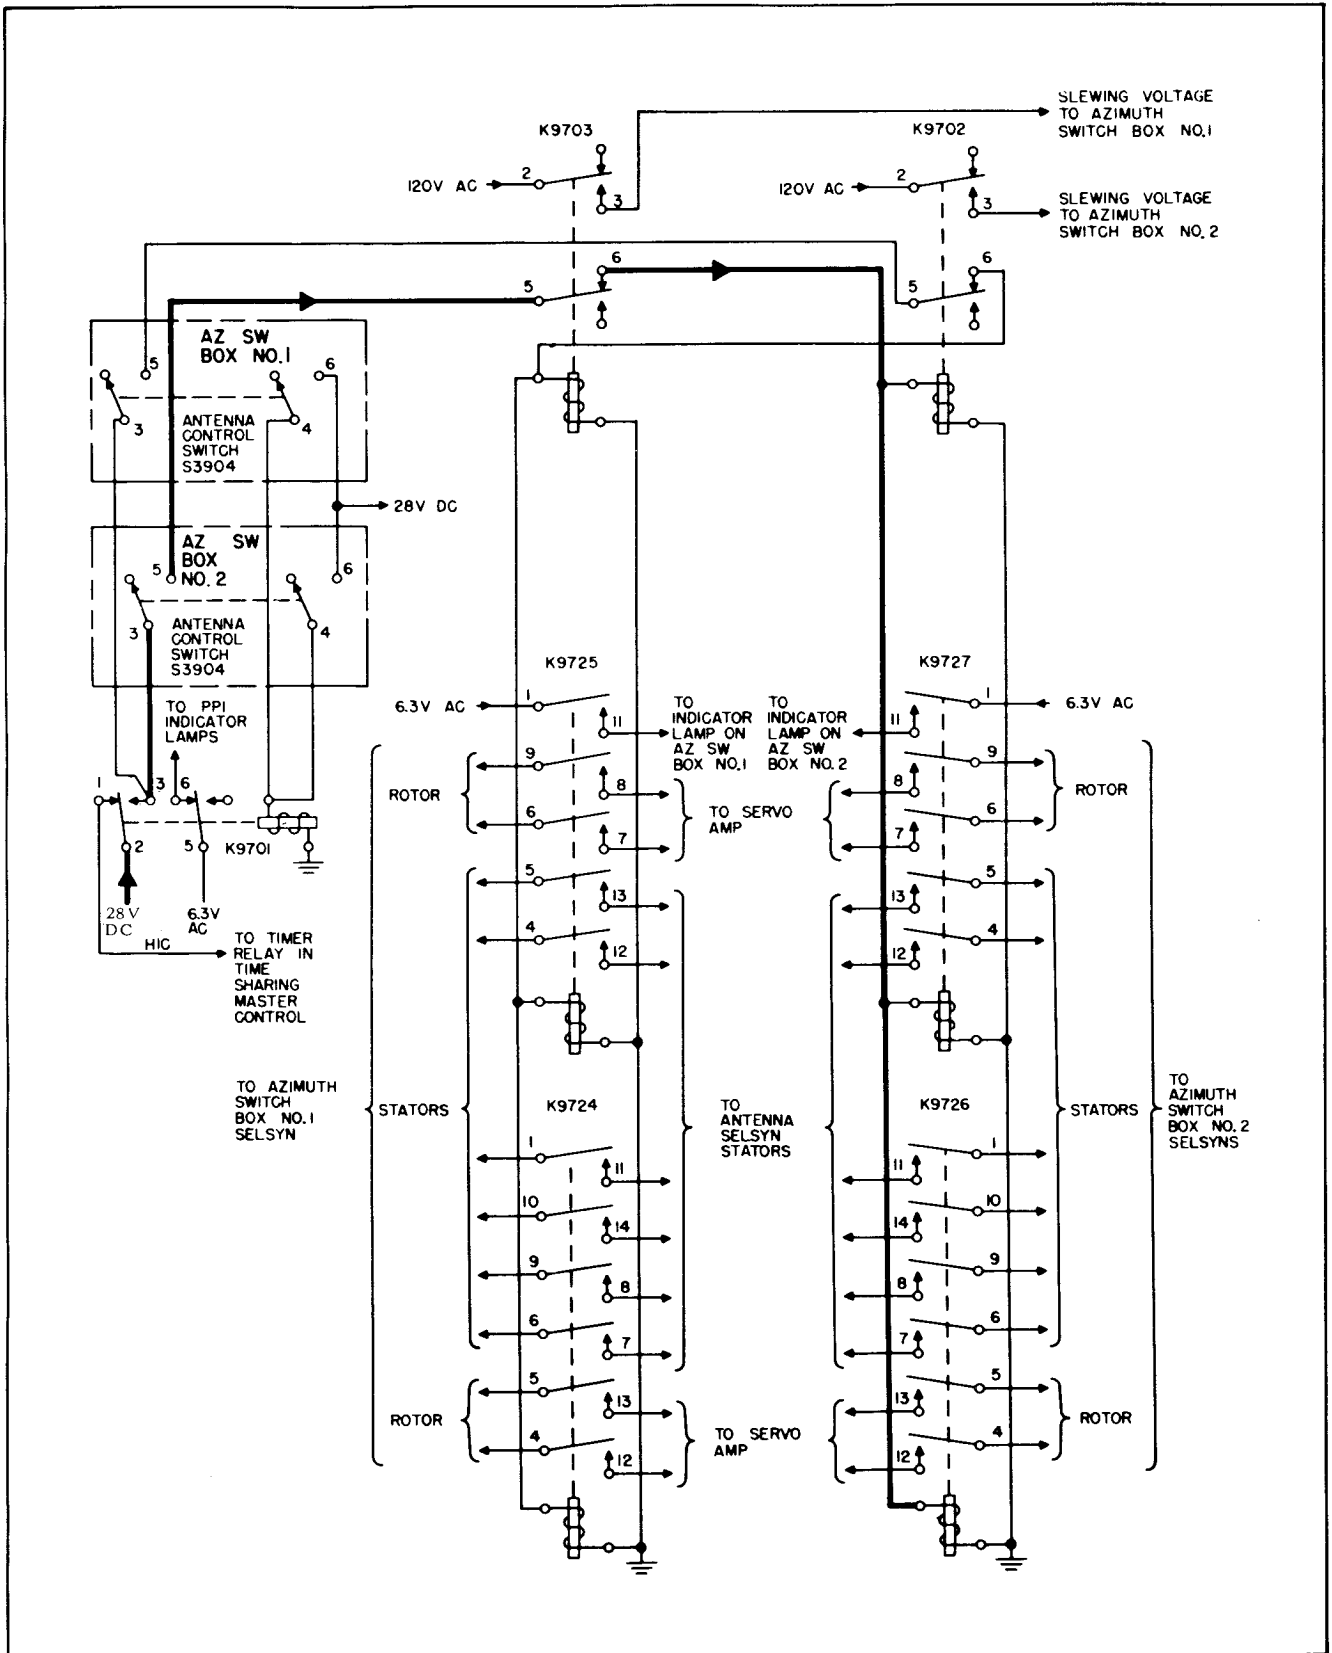 SLEWING VOLTAGE
TO AZIMUTH
SWITCH BOX NO.1
K9703
K9702
2
120V AC
3
2
120V AC
3
SLEWING VOLTAGE
TO AZIMUTH
SWITCH BOX NO. 2
6
5
6
5
AZ SW
BOX NO.1
5
6
3
4
ANTENNA
CONTROL
SWITCH
S3904
28V DC
AZ SW
BOX
NO. 2
5
6
3
4
ANTENNA
CONTROL
SWITCH
S3904
TO PPI
INDICATOR
LAMPS
1
3
6
2
5
K9701
28V
DC
6.3V
AC
HIC
TO TIMER
RELAY IN
TIME
SHARING
MASTER
CONTROL
K9725
6.3V AC
1
11
TO
INDICATOR
LAMP ON
AZ SW
BOX NO.1
9
8
ROTOR
6
7
TO SERVO
AMP
5
13
4
12
K9727
1
6.3V AC
11
TO
INDICATOR
LAMP ON
AZ SW
BOX NO. 2
9
8
ROTOR
6
7
5
13
4
12
TO AZIMUTH
SWITCH
BOX NO.1
SELSYN
STATORS
K9724
1
11
10
14
9
8
6
7
5
13
ROTOR
4
12
TO
ANTENNA
SELSYN
STATORS
TO SERVO
AMP
K9726
1
11
10
14
9
8
6
7
5
13
ROTOR
4
12
STATORS
TO
AZIMUTH
SWITCH
BOX NO. 2
SELSYNS